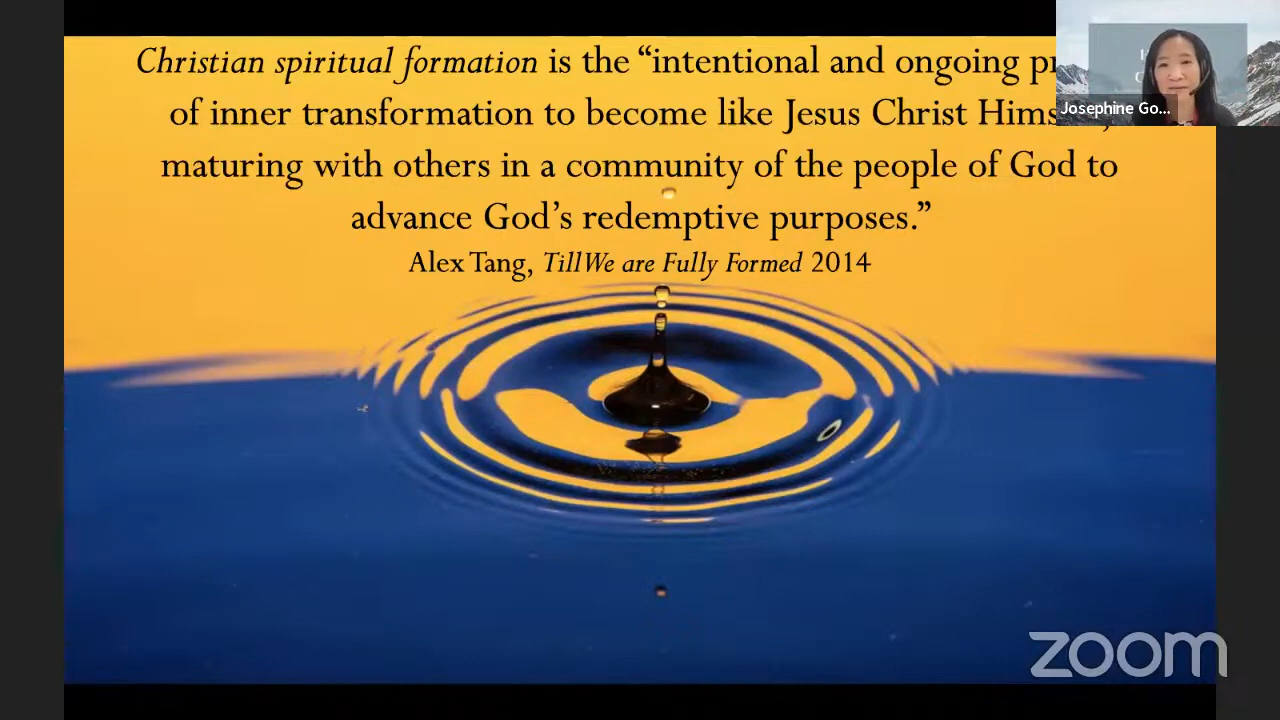 Christian spiritual formation is the “intentional and ongoing
of inner transformation to become like Jesus Christ
maturing with others in a community of the people of God to
advance God’s redemptive purposes.”
Alex Tang, Till We are Fully Formed 2014
Josephine Go...
zoom